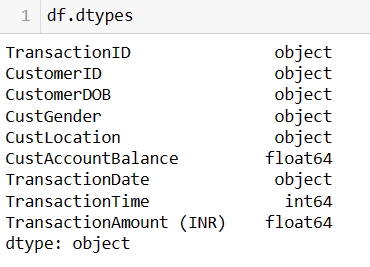 1 df.dtypes
TransactionID object
CustomerID object
CustomerDOB object
CustGender object
CustLocation object
CustAccountBalance float64
TransactionDate object
TransactionTime int64
TransactionAmount (INR) float64
dtype: object